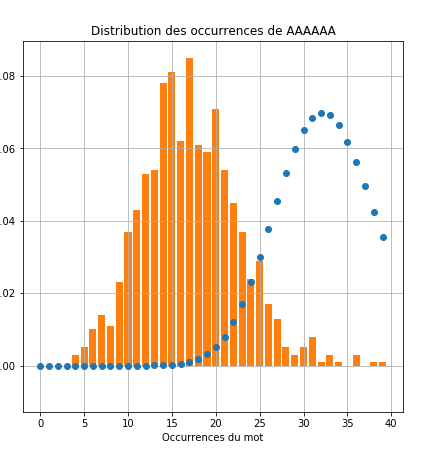 Distribution des occurrences de AAAAAA
.08
.06
.04
.02
.00
0 5 10 15 20 25 30 35 40
Occurrences du mot